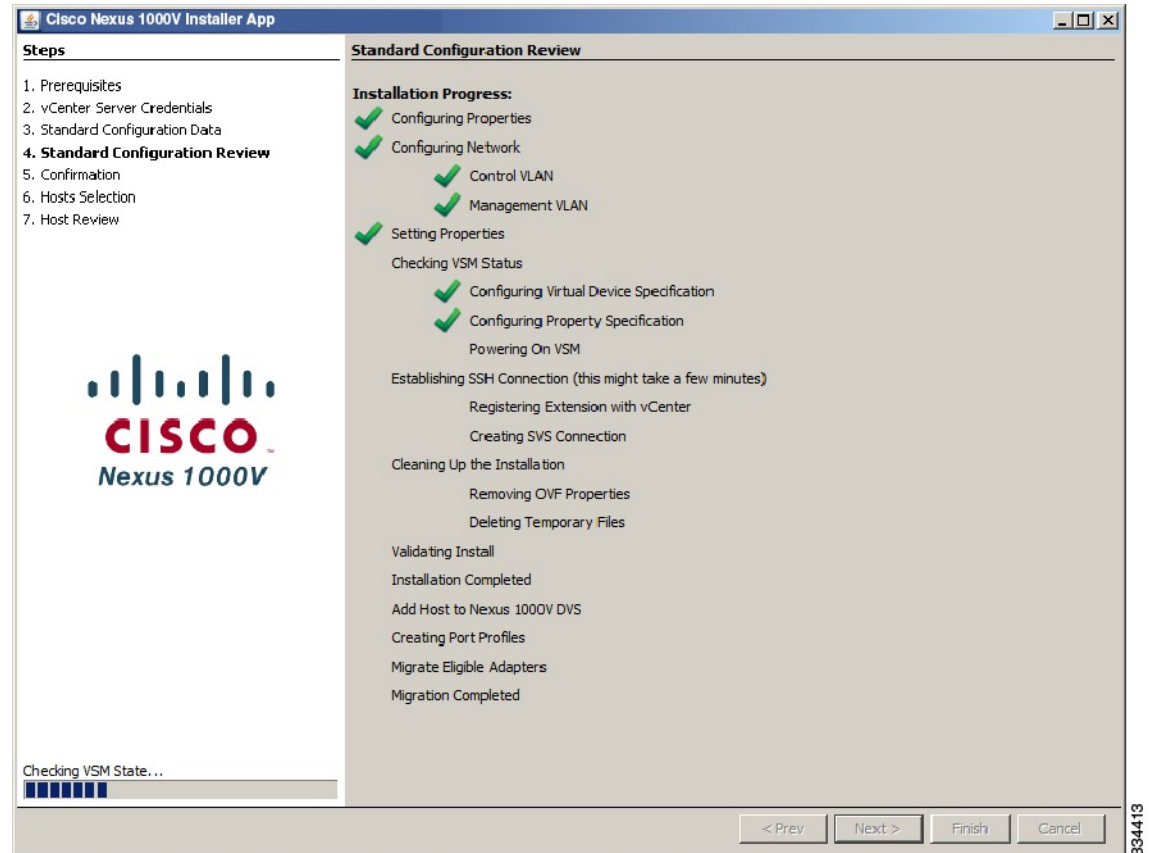 Cisco Nexus 1000V Installer App
Steps
1. Prerequisites
2. vCenter Server Credentials
3. Standard Configuration Data
4. Standard Configuration Review
5. Confirmation
6. Hosts Selection
7. Host Review
CISCO
Nexus 1000V
Checking VSM State...
Standard Configuration Review
Installation Progress:
Configuring Properties
Configuring Network
Control VLAN
Management VLAN
Setting Properties
Checking VSM Status
Configuring Virtual Device Specification
Configuring Property Specification
Powering On VSM
Establishing SSH Connection (this might take a few minutes)
Registering Extension with vCenter
Creating SVS Connection
Cleaning Up the Installation
Removing OVF Properties
Deleting Temporary Files
Validating Install
Installation Completed
Add Host to Nexus 1000V DVS
Creating Port Profiles
Migrate Eligible Adapters
Migration Completed
< Prev
Next >
Finish
Cancel
334413